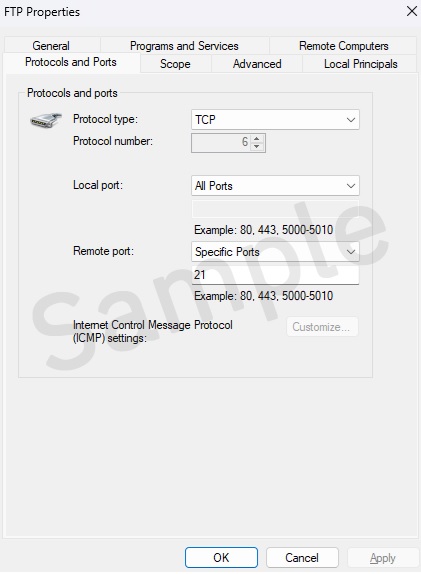 FTP Properties
General Programs and Services Remote Computers
Protocols and Ports Scope Advanced Local Principals
Protocols and ports
Protocol type: TCP
Protocol number: 6
Local port: All Ports
Example: 80, 443, 5000-5010
Remote port: Specific Ports
21
Example: 80, 443, 5000-5010
Internet Control Message Protocol
(ICMP) settings: Customize...
Sample
OK Cancel Apply